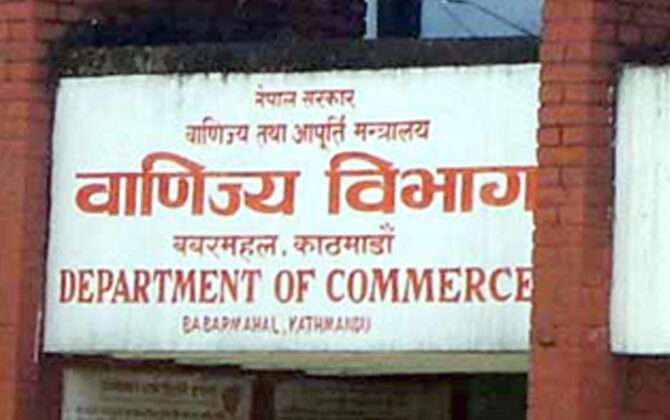 नेपाल सरकार
वाणिज्य तथा आपूर्ति मन्त्रालय
वाणिज्य विभाग
बबरमहल, काठमाडौँ
DEPARTMENT OF COMMERCE
BABARMAHAL, KATHMANDU